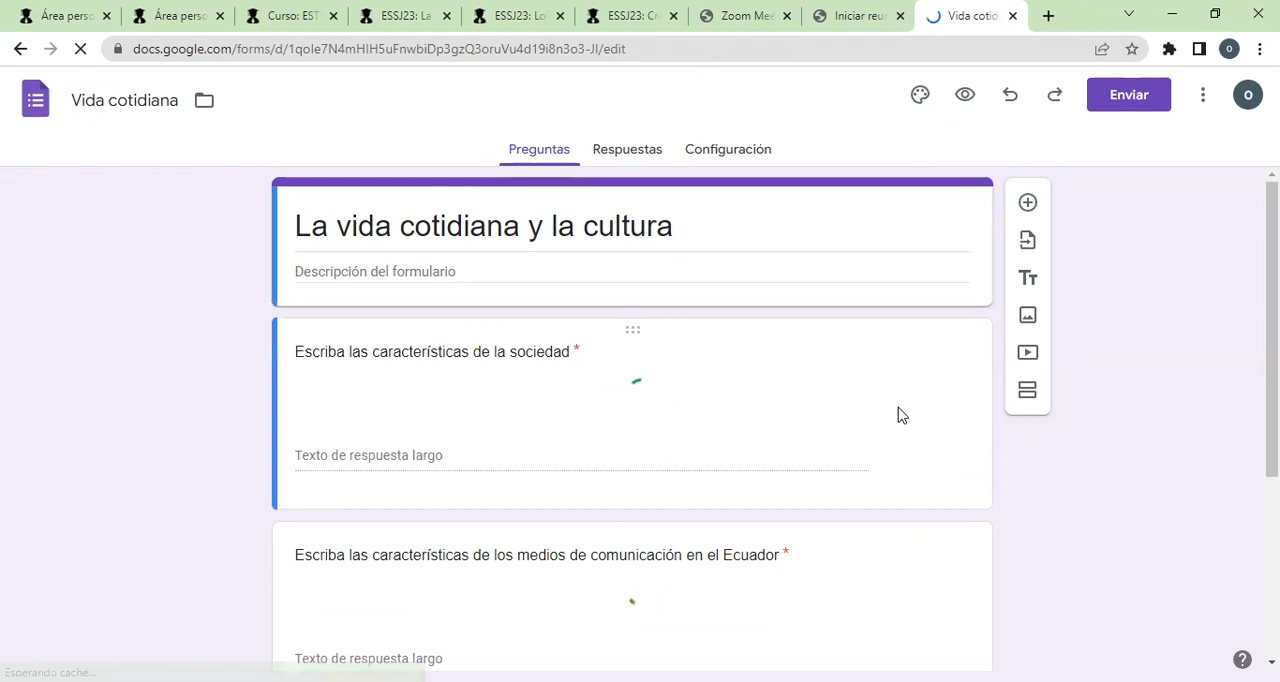 Área perso
Área perso
Curso: EST
ESSJ23: La
ESSJ23: Lo
ESSJ23: Cr
Zoom Mee
Iniciar reun
Vida cotid
docs.google.com/forms/d/1qole7N4mHIH5uFnwbiDp3gzQ3oruVu4d19i8n3o3-JI/edit
O
Vida cotidiana
Enviar
O
Preguntas Respuestas Configuración
La vida cotidiana y la cultura
Descripción del formulario
Escriba las características de la sociedad *
Texto de respuesta largo
Escriba las características de los medios de comunicación en el Ecuador *
Texto de respuesta largo
Esperando caché...